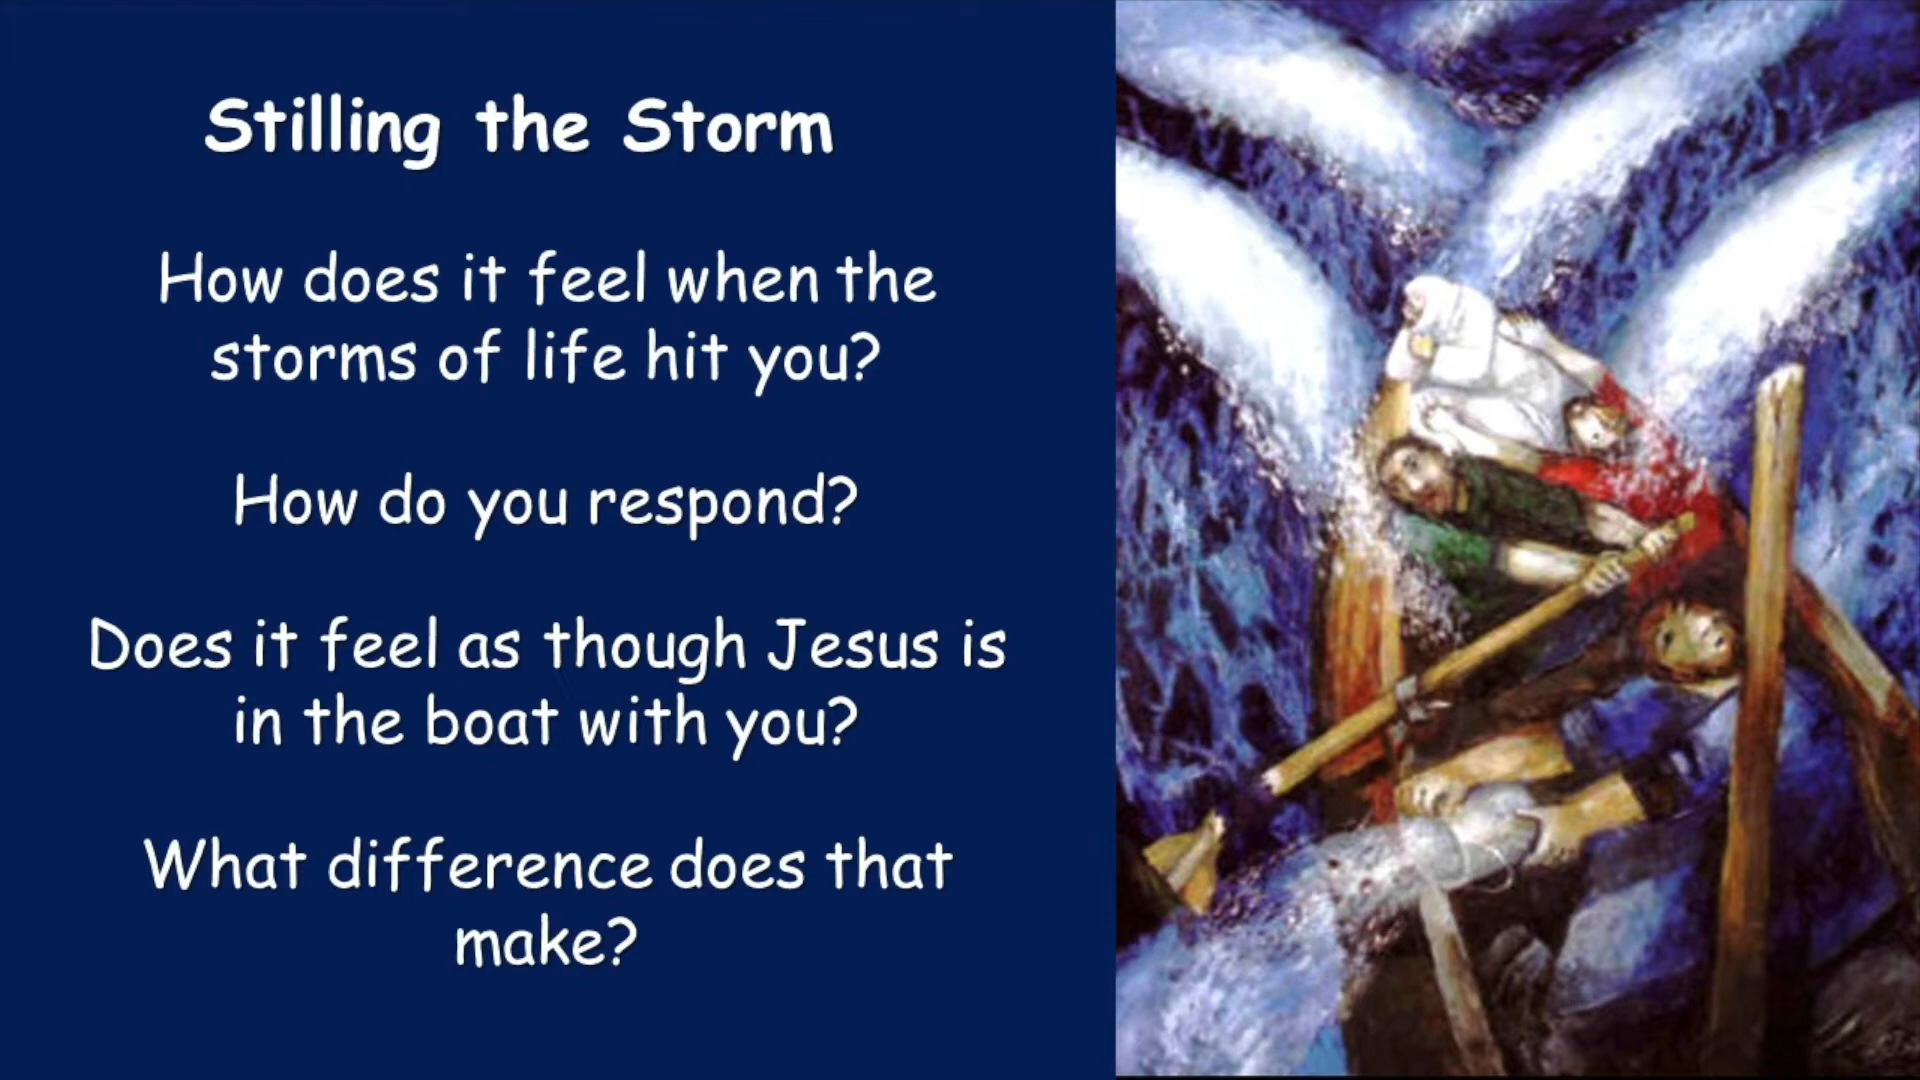 Stilling the Storm
How does it feel when the
storms of life hit you?
How do you respond?
Does it feel as though Jesus is
in the boat with you?
What difference does that
make?